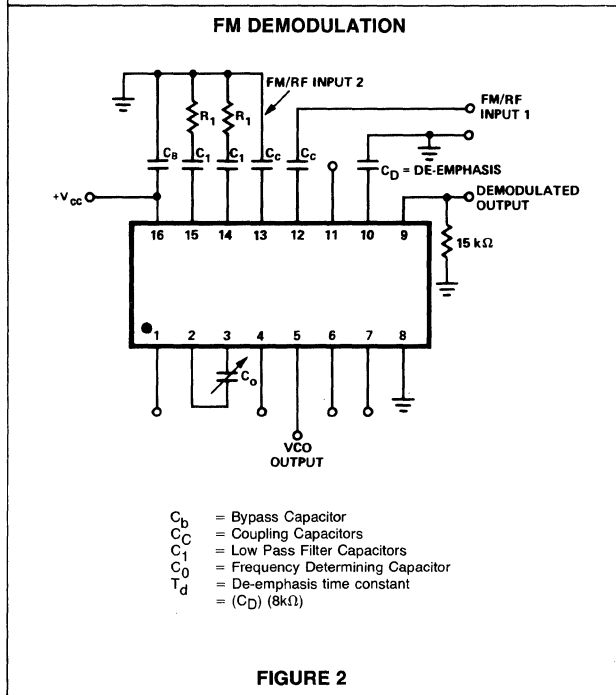 FM DEMODULATION
FM/RF INPUT 2
FM/RF
INPUT 1
R1 R1
CB C1 C1 CC CC
CD = DE-EMPHASIS
+VCC
DEMODULATED
OUTPUT
16 15 14 13 12 11 10 9
15 kΩ
1 2 3 4 5 6 7 8
Co
VCO
OUTPUT
Cb = Bypass Capacitor
CC = Coupling Capacitors
C1 = Low Pass Filter Capacitors
C0 = Frequency Determining Capacitor
Td = De-emphasis time constant
= (CD) (8kΩ)
FIGURE 2